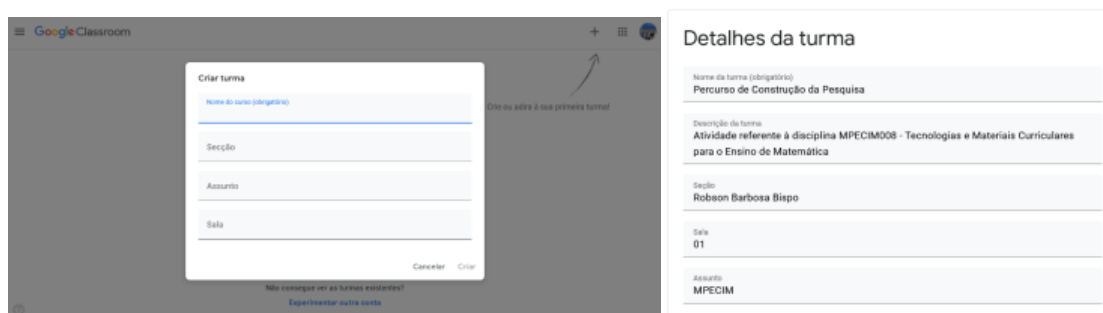 Google Classroom
Criar turma
Nome do curso (obrigatório)
Secção
Assunto
Sala
Cancelar Criar
Crie ou adira à sua primeira turma!
Não consegue ver as turmas existentes?
Experimentar outra conta
Detalhes da turma
Nome da turma (obrigatório)
Percurso de Construção da Pesquisa
Descrição da turma
Atividade referente à disciplina MPECIM008 - Tecnologias e Materiais Curriculares
para o Ensino de Matemática
Seção
Robson Barbosa Bispo
Sala
01
Assunto
MPECIM